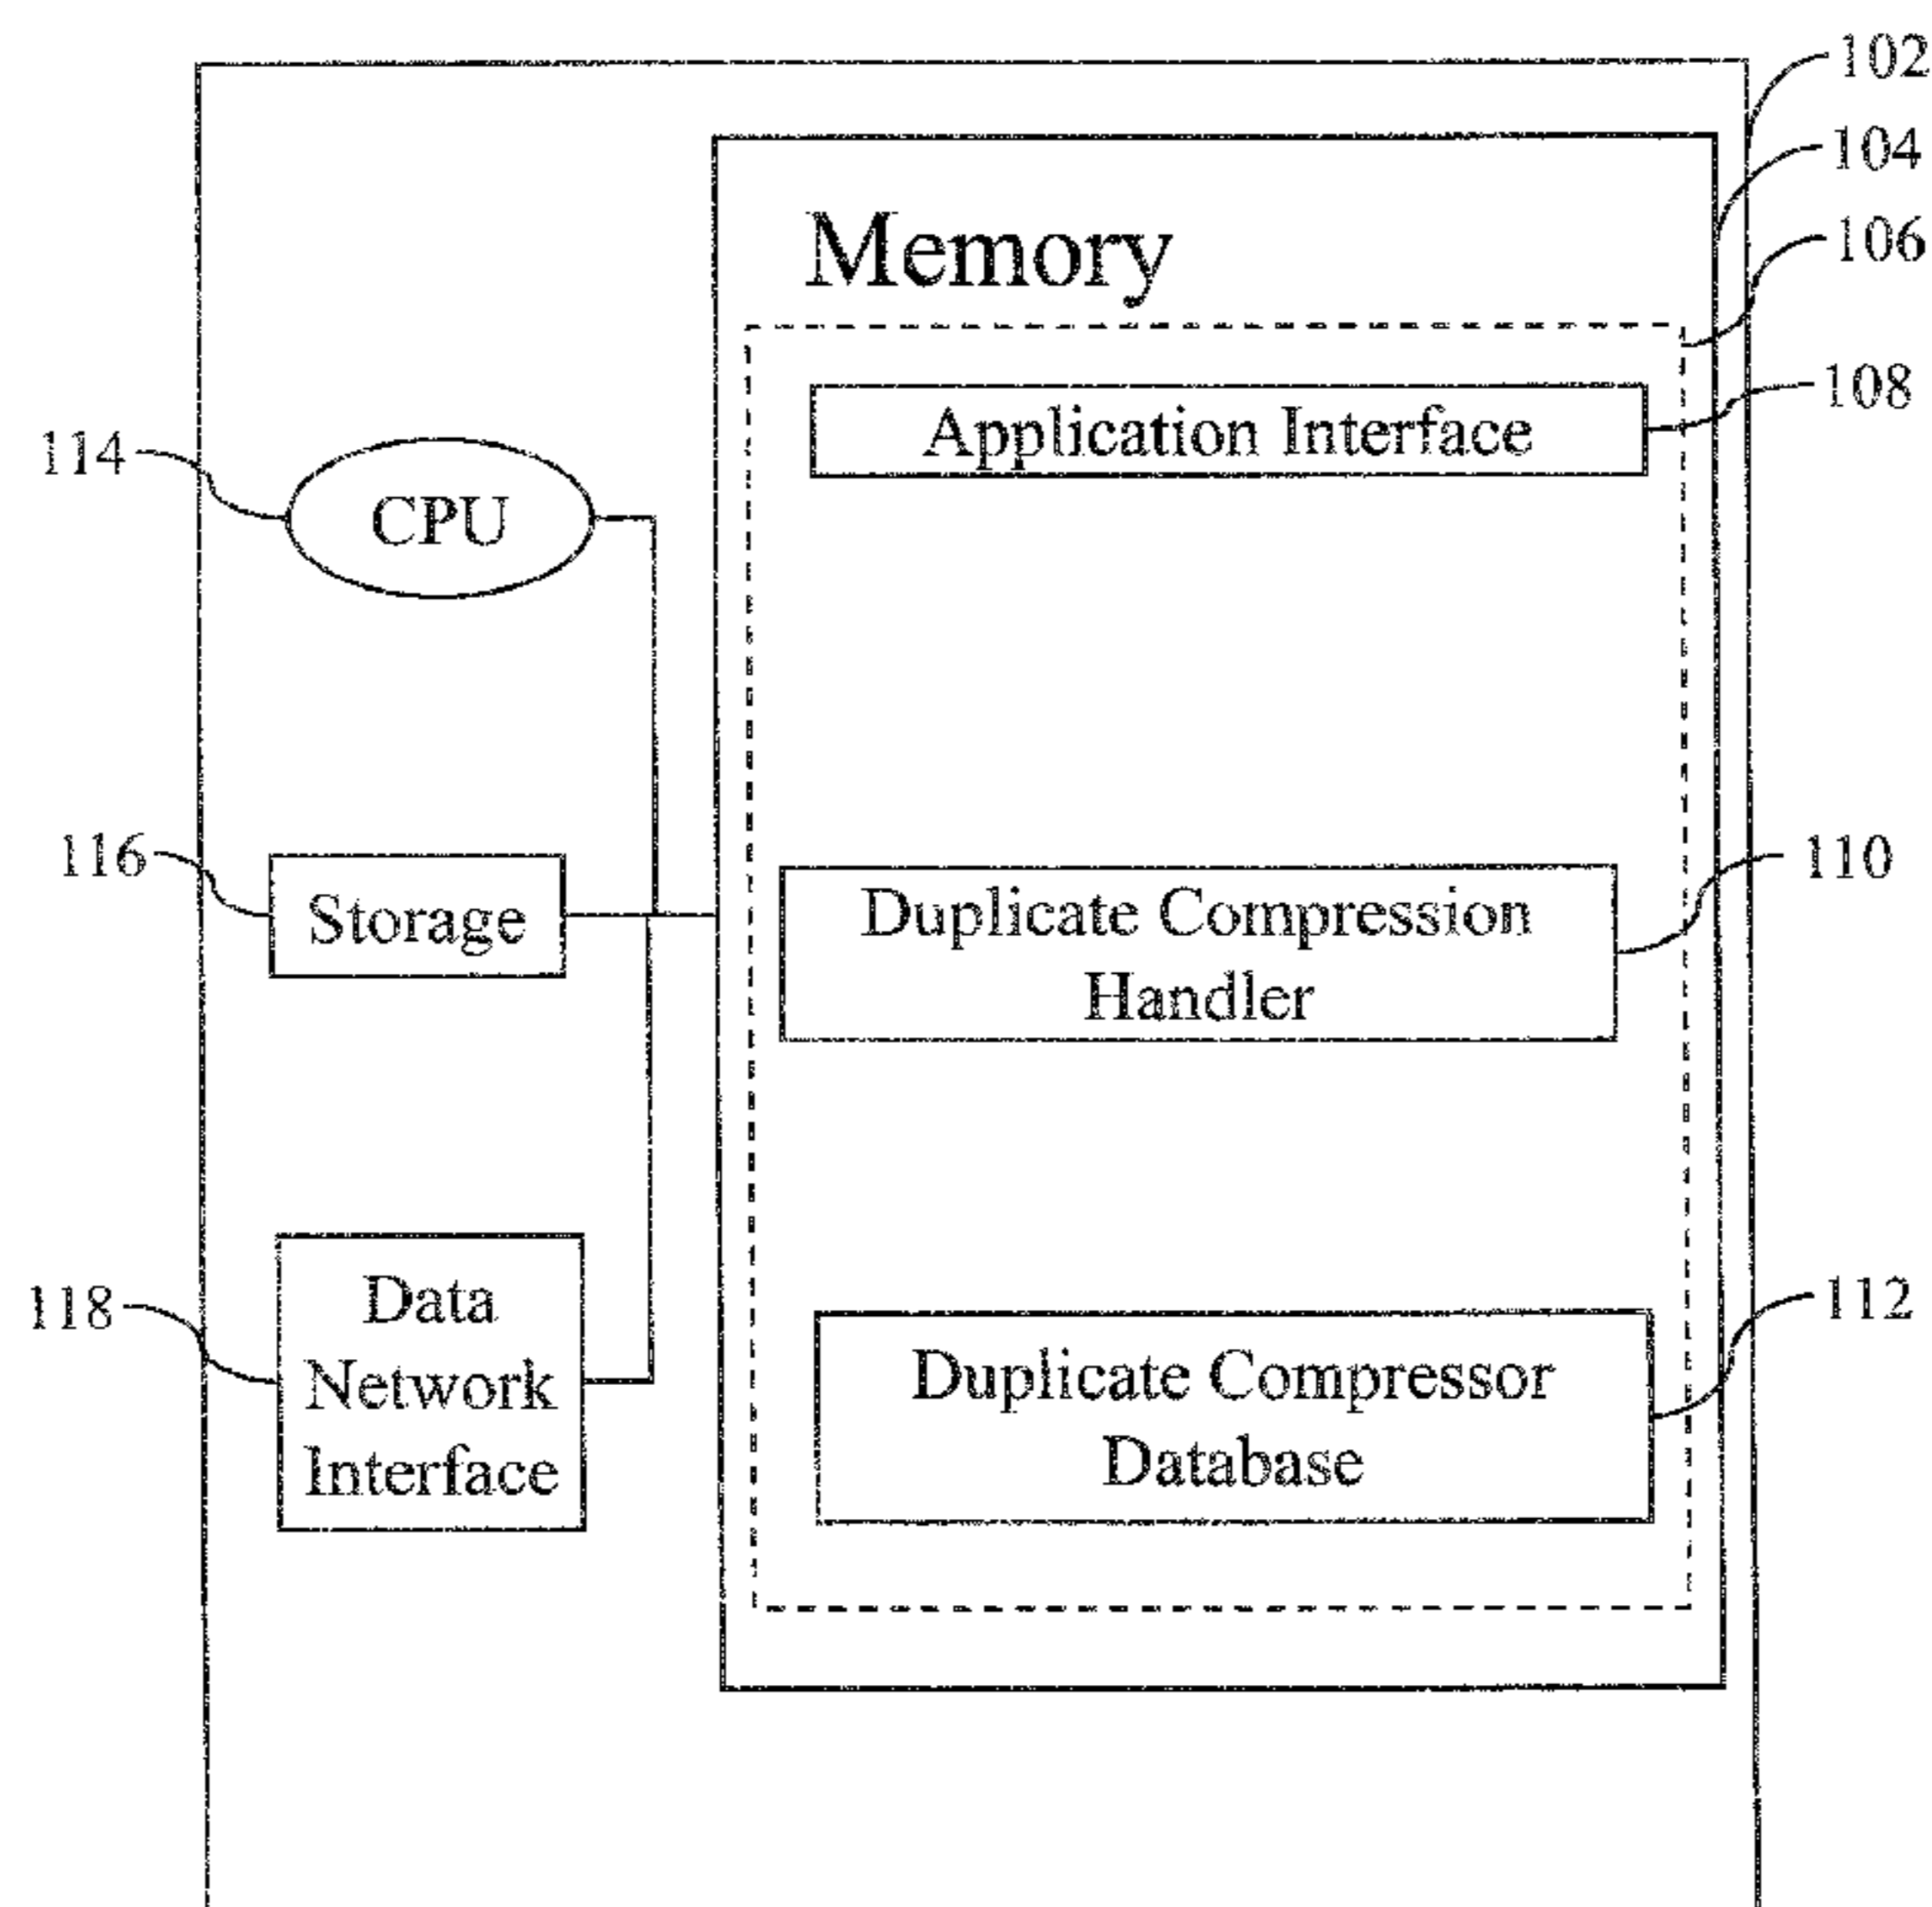 102
104
Memory
106
Application Interface
108
114
CPU
116
Storage
Duplicate Compression
Handler
110
118
Data
Network
Interface
Duplicate Compressor
Database
112